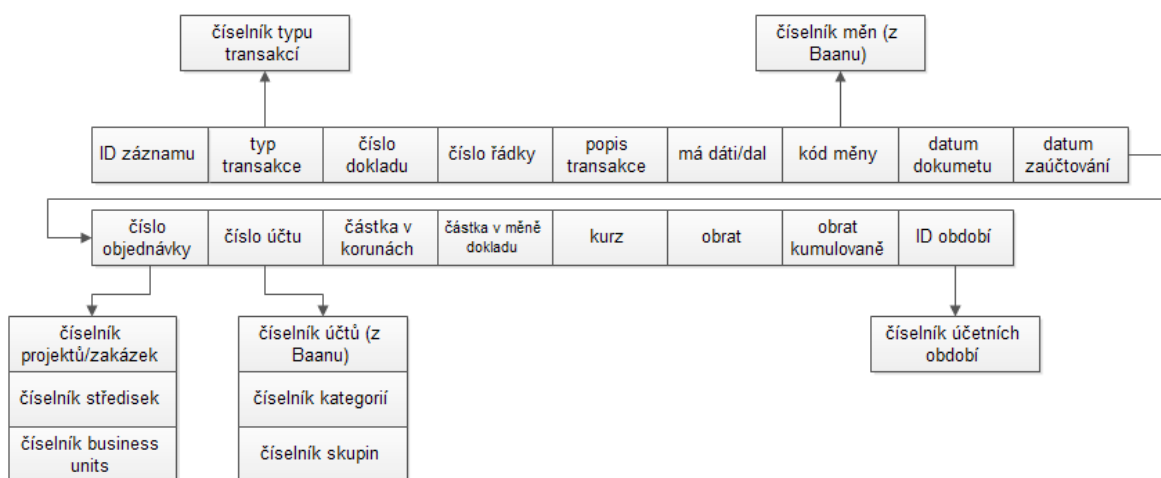 číselník typu
transakcí
číselník měn (z
Baanu)
ID záznamu
typ
transakce
číslo
dokladu
číslo řádky
popis
transakce
má dáti/dal
kód měny
datum
dokumetu
datum
zaúčtování
číslo
objednávky
číslo účtu
částka v
korunách
částka v měně
dokladu
kurz
obrat
obrat
kumulovaně
ID období
číselník
projektů/zakázek
číselník středisek
číselník business
units
číselník účtů (z
Baanu)
číselník kategorií
číselník skupin
číselník účetních
období